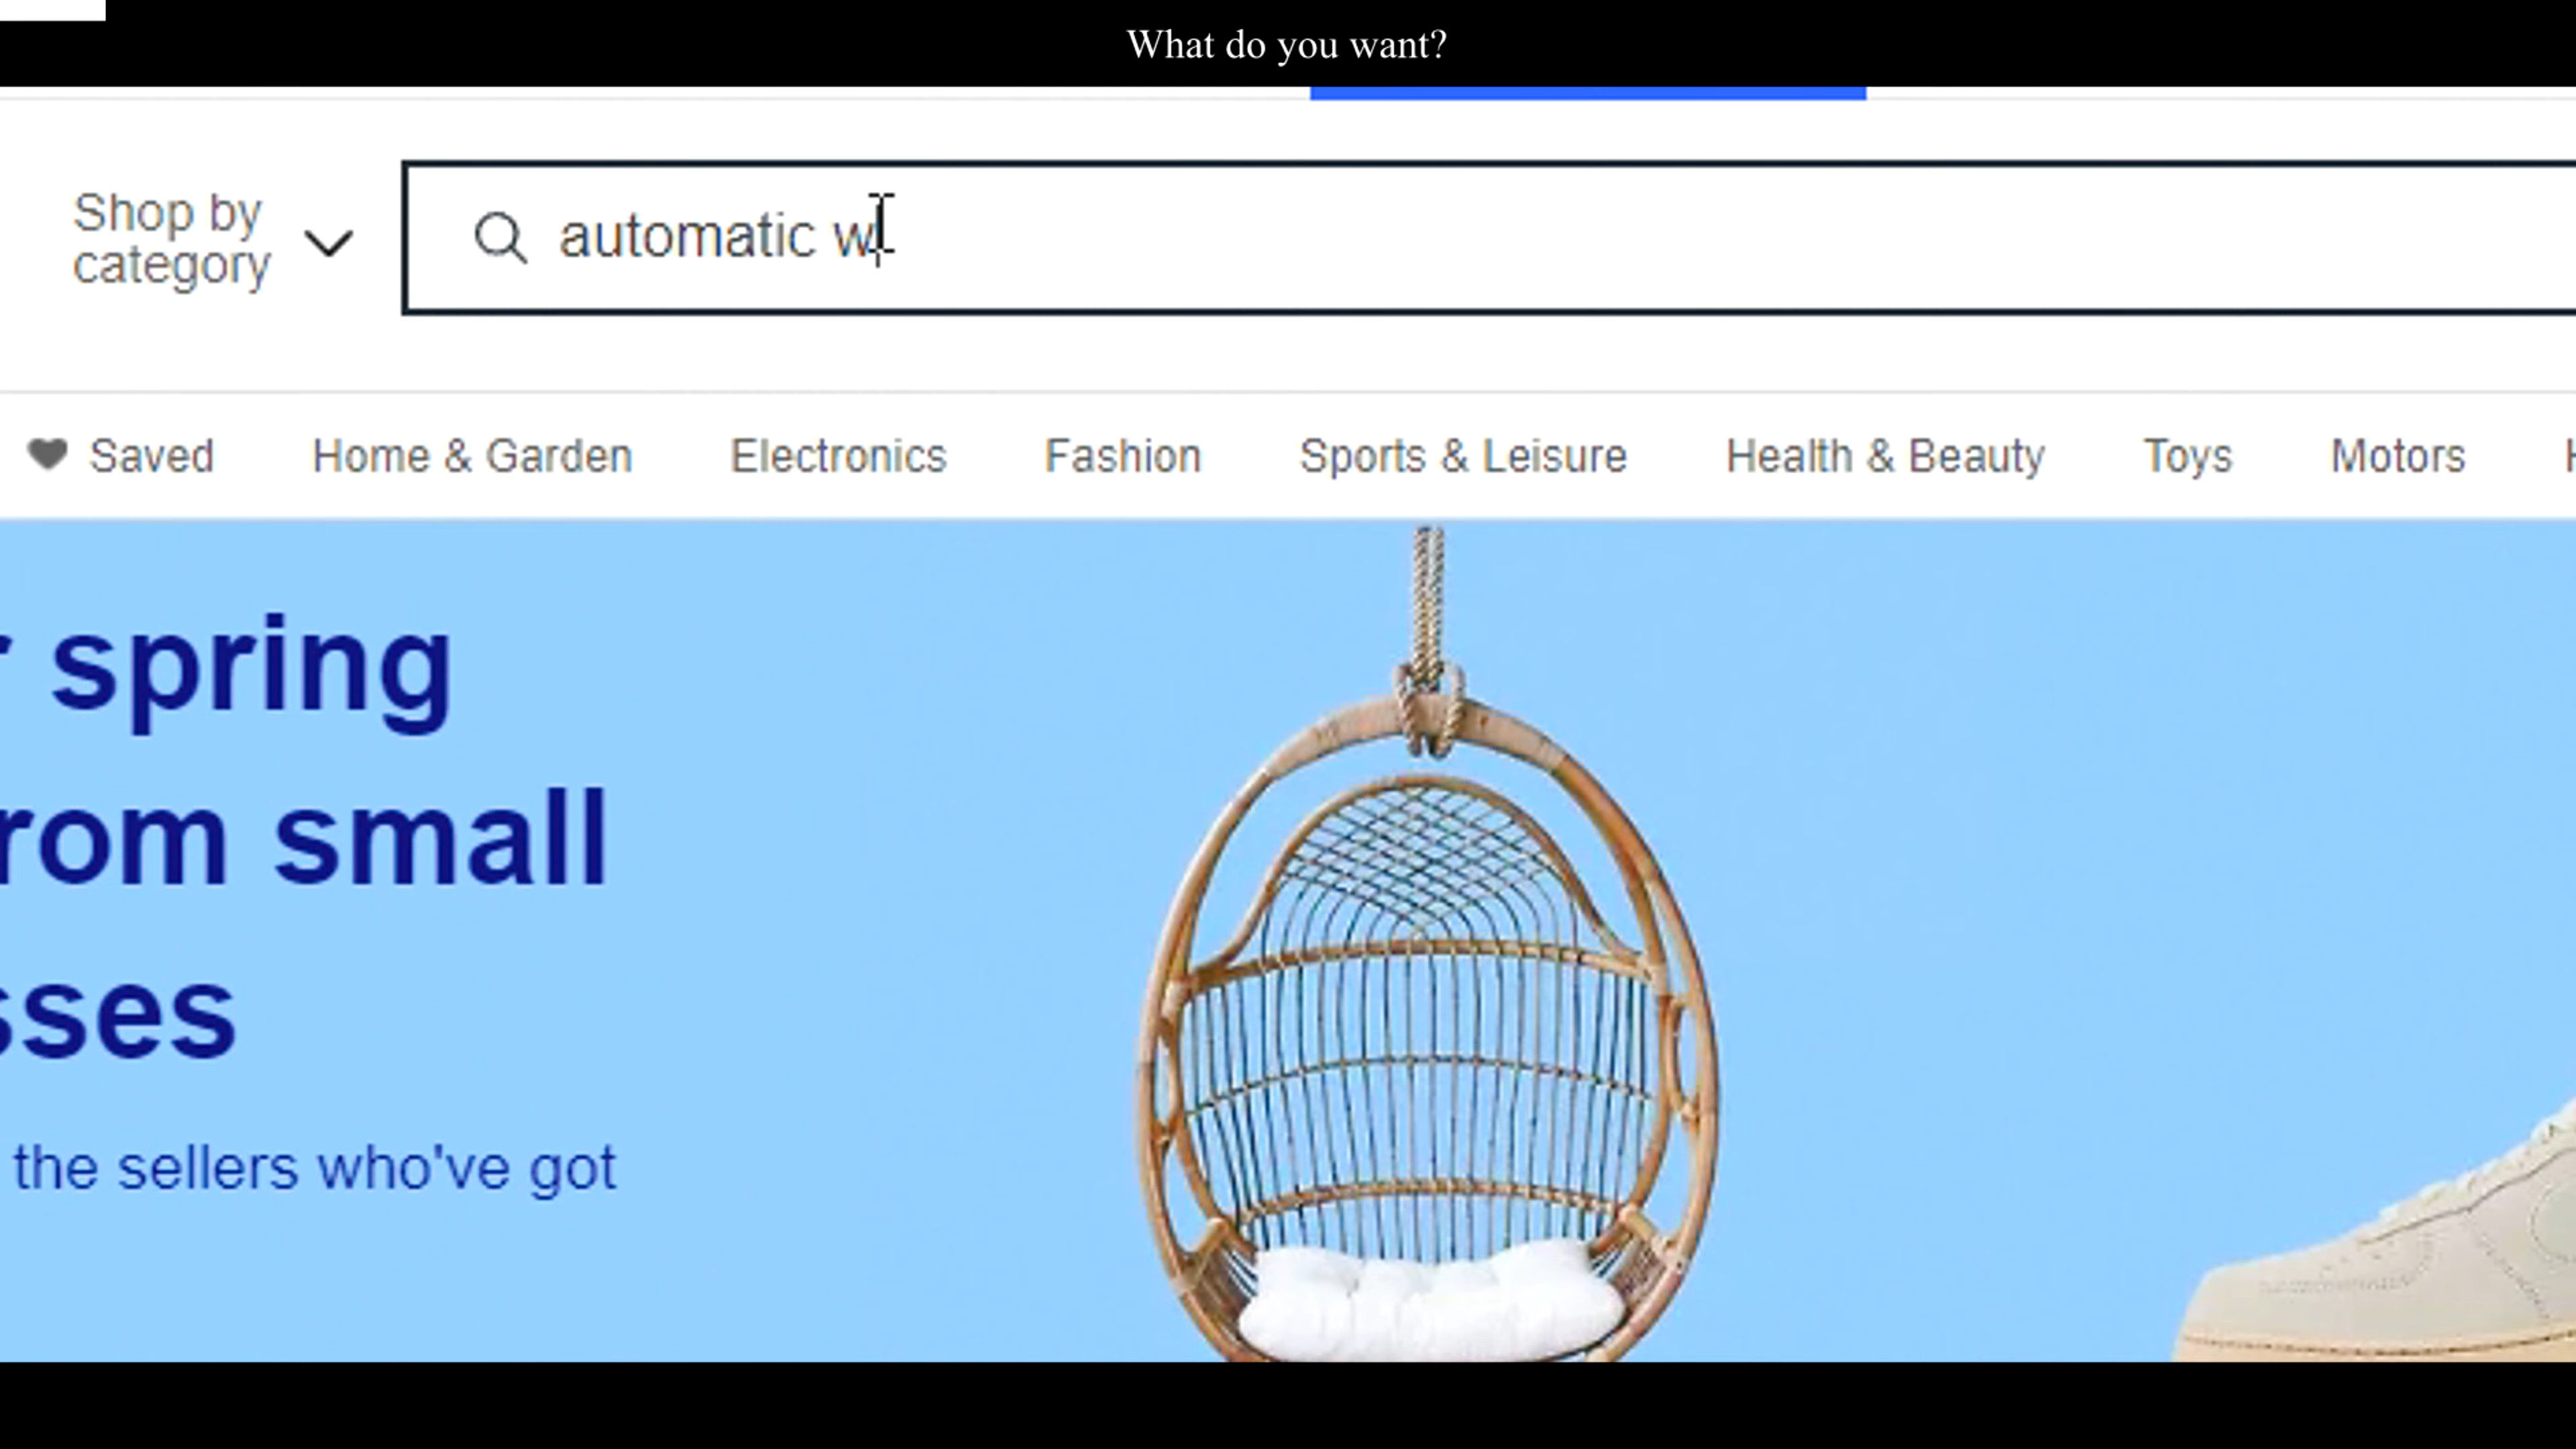 What do you want?
Shop by
category
automatic w
Saved Home & Garden Electronics Fashion Sports & Leisure Health & Beauty Toys Motors
r spring
rom small
sses
the sellers who've got